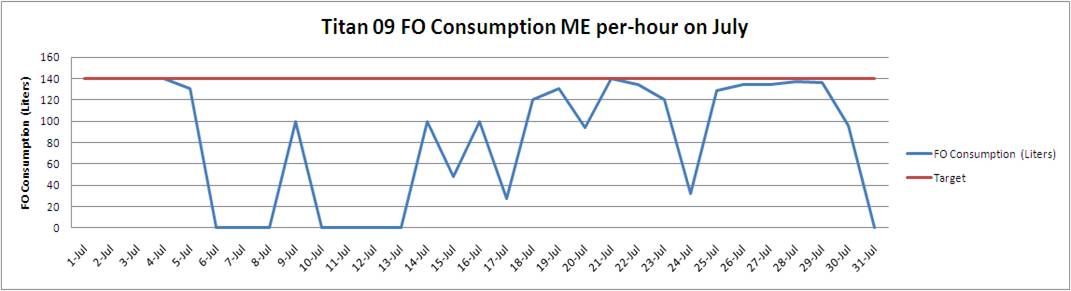 Titan 09 FO Consumption ME per-hour on July
FO Consumption (Liters)
160
140
120
100
80
60
40
20
0
1-Jul
2-Jul
3-Jul
4-Jul
5-Jul
6-Jul
7-Jul
8-Jul
9-Jul
10-Jul
11-Jul
12-Jul
13-Jul
14-Jul
15-Jul
16-Jul
17-Jul
18-Jul
19-Jul
20-Jul
21-Jul
22-Jul
23-Jul
24-Jul
25-Jul
26-Jul
27-Jul
28-Jul
29-Jul
30-Jul
31-Jul
FO Consumption (Liters)
Target